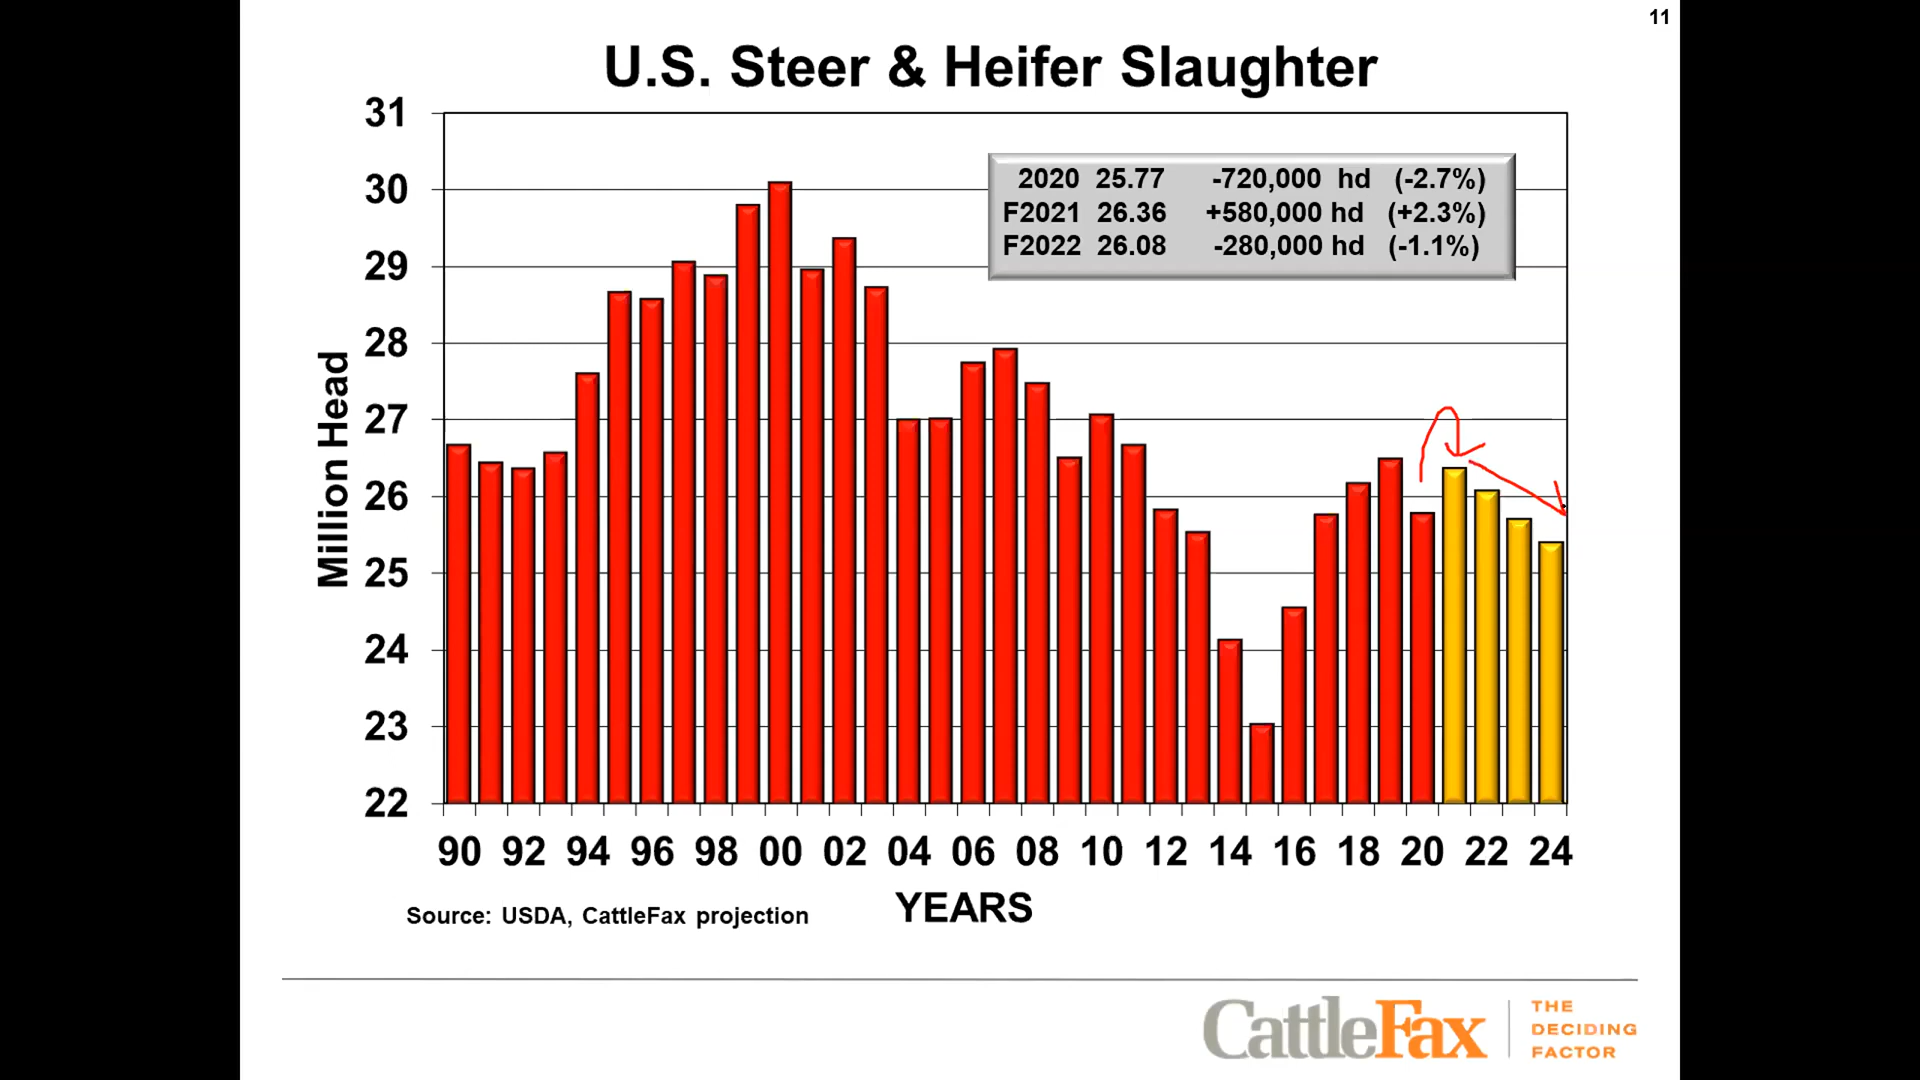 11
U.S. Steer & Heifer Slaughter
2020 25.77 -720,000 hd (-2.7%)
F2021 26.36 +580,000 hd (+2.3%)
F2022 26.08 -280,000 hd (-1.1%)
Million Head
31
30
29
28
27
26
25
24
23
22
90 92 94 96 98 00 02 04 06 08 10 12 14 16 18 20 22 24
YEARS
Source: USDA, CattleFax projection
CattleFax
THE
DECIDING
FACTOR